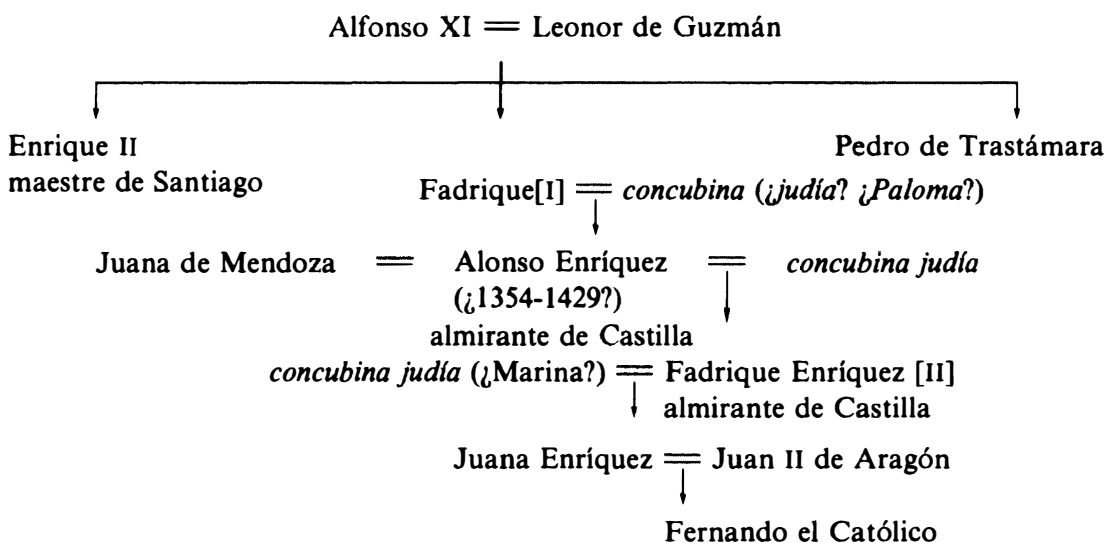 Alfonso XI = Leonor de Guzmán
Enrique II
maestre de Santiago
Pedro de Trastámara
Fadrique[I] = concubina (¿judía? ¿Paloma?)
Juana de Mendoza = Alonso Enríquez = concubina judía
(¿1354-1429?)
almirante de Castilla
concubina judía (¿Marina?) = Fadrique Enríquez [II]
almirante de Castilla
Juana Enríquez = Juan II de Aragón
Fernando el Católico